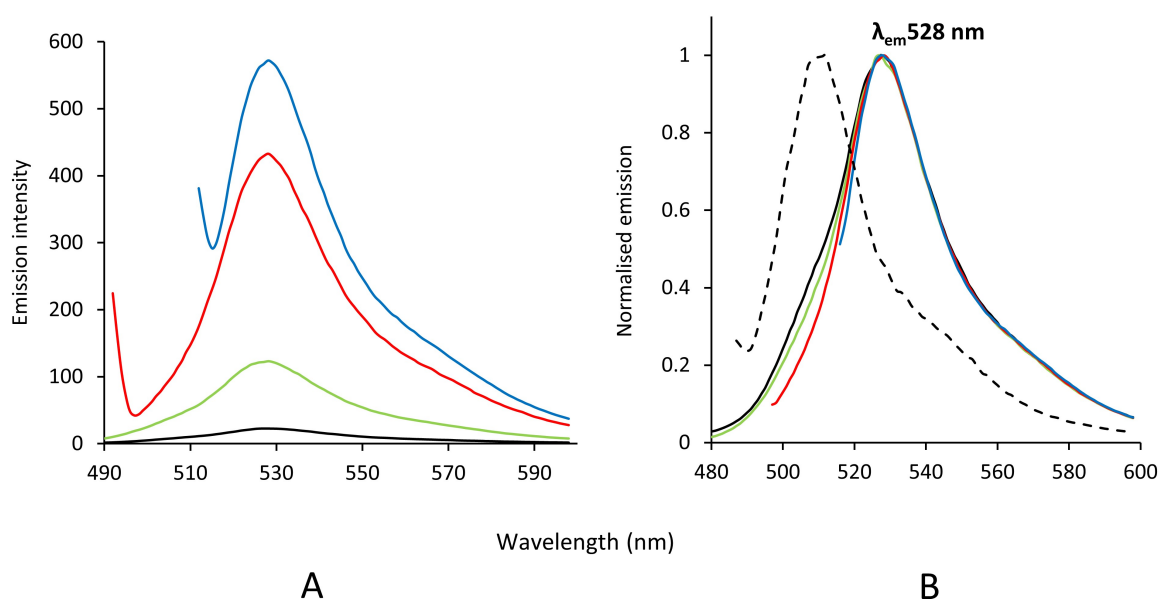 600
500
400
300
200
100
0
Emission intensity
490 510 530 550 570 590
λem528 nm
1
0.8
0.6
0.4
0.2
0
Normalised emission
480 500 520 540 560 580 600
Wavelength (nm)
A B